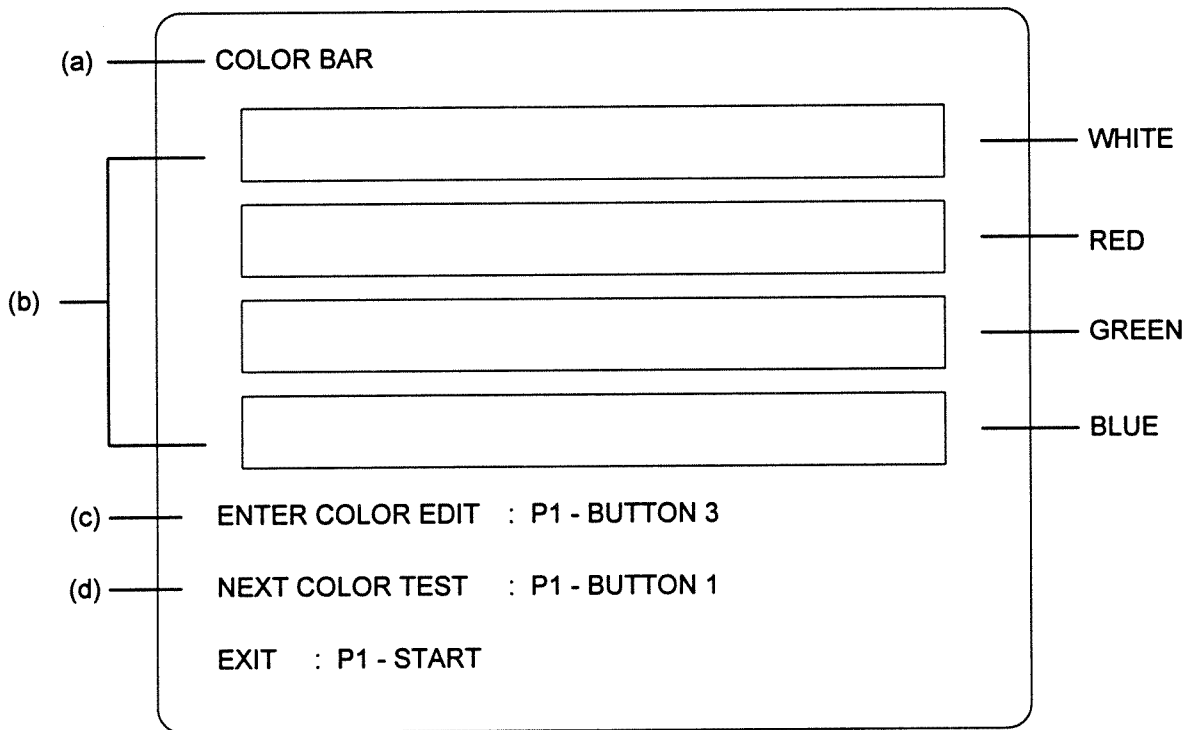 (a) COLOR BAR
WHITE
RED
(b)
GREEN
BLUE
(c) ENTER COLOR EDIT : P1 - BUTTON 3
(d) NEXT COLOR TEST : P1 - BUTTON 1
EXIT : P1 - START